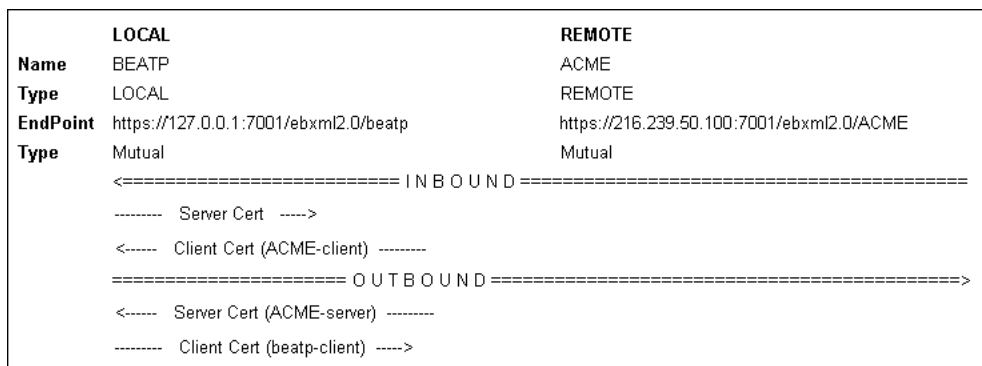 LOCAL REMOTE
Name BEATP ACME
Type LOCAL REMOTE
EndPoint https://127.0.0.1:7001/ebxml2.0/beatp https://216.239.50.100:7001/ebxml2.0/ACME
Type Mutual Mutual
<========================== I N B O U N D ==========================================
--------- Server Cert ----->
<------ Client Cert (ACME-client) ---------
====================== O U T B O U N D ============================================>
<------ Server Cert (ACME-server) ---------
--------- Client Cert (beatp-client) ----->